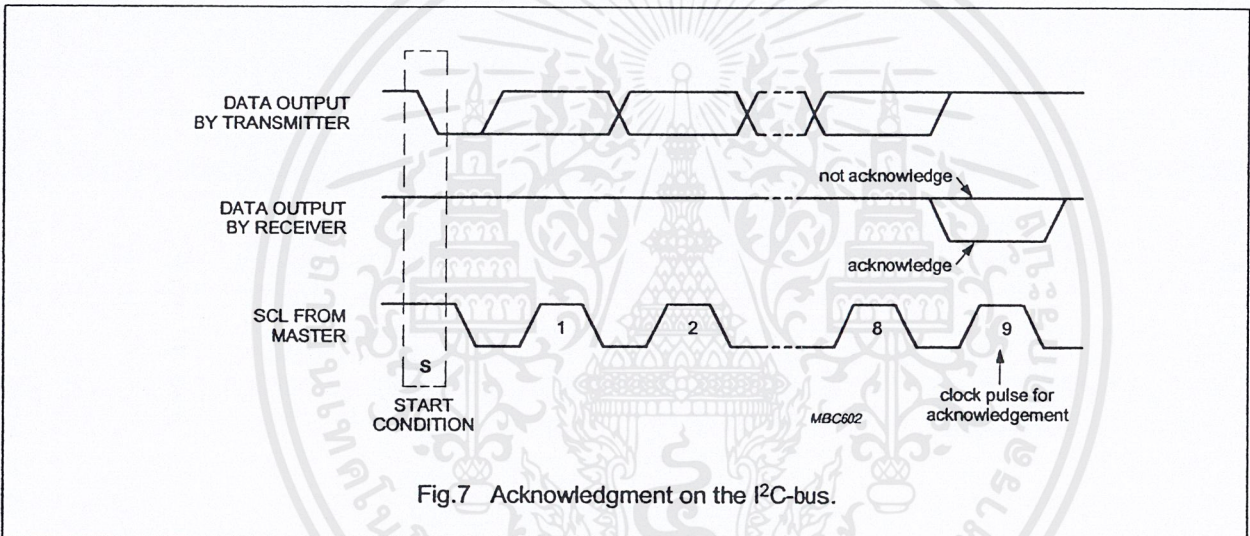 DATA OUTPUT
BY TRANSMITTER
not acknowledge
DATA OUTPUT
BY RECEIVER
acknowledge
SCL FROM
MASTER
1
2
8
9
S
START
CONDITION
clock pulse for
acknowledgement
MBC602
Fig.7 Acknowledgment on the I²C-bus.